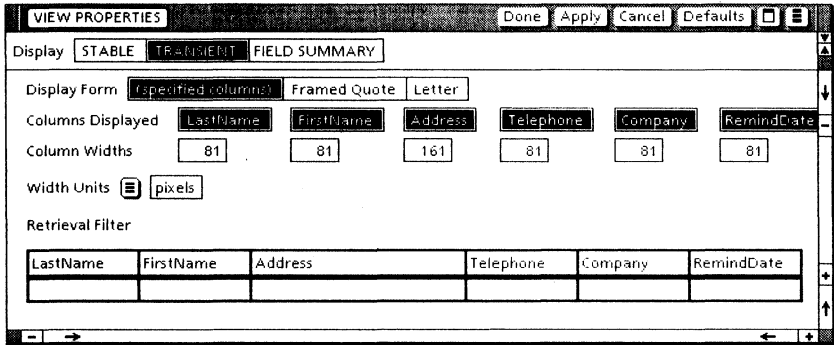 VIEW PROPERTIES Done Apply Cancel Defaults
Display STABLE TRANSIENT FIELD SUMMARY
Display Form (specified columns) Framed Quote Letter
Columns Displayed LastName FirstName Address Telephone Company RemindDate
Column Widths 81 81 161 81 81 81
Width Units pixels
Retrieval Filter
LastName FirstName Address Telephone Company RemindDate